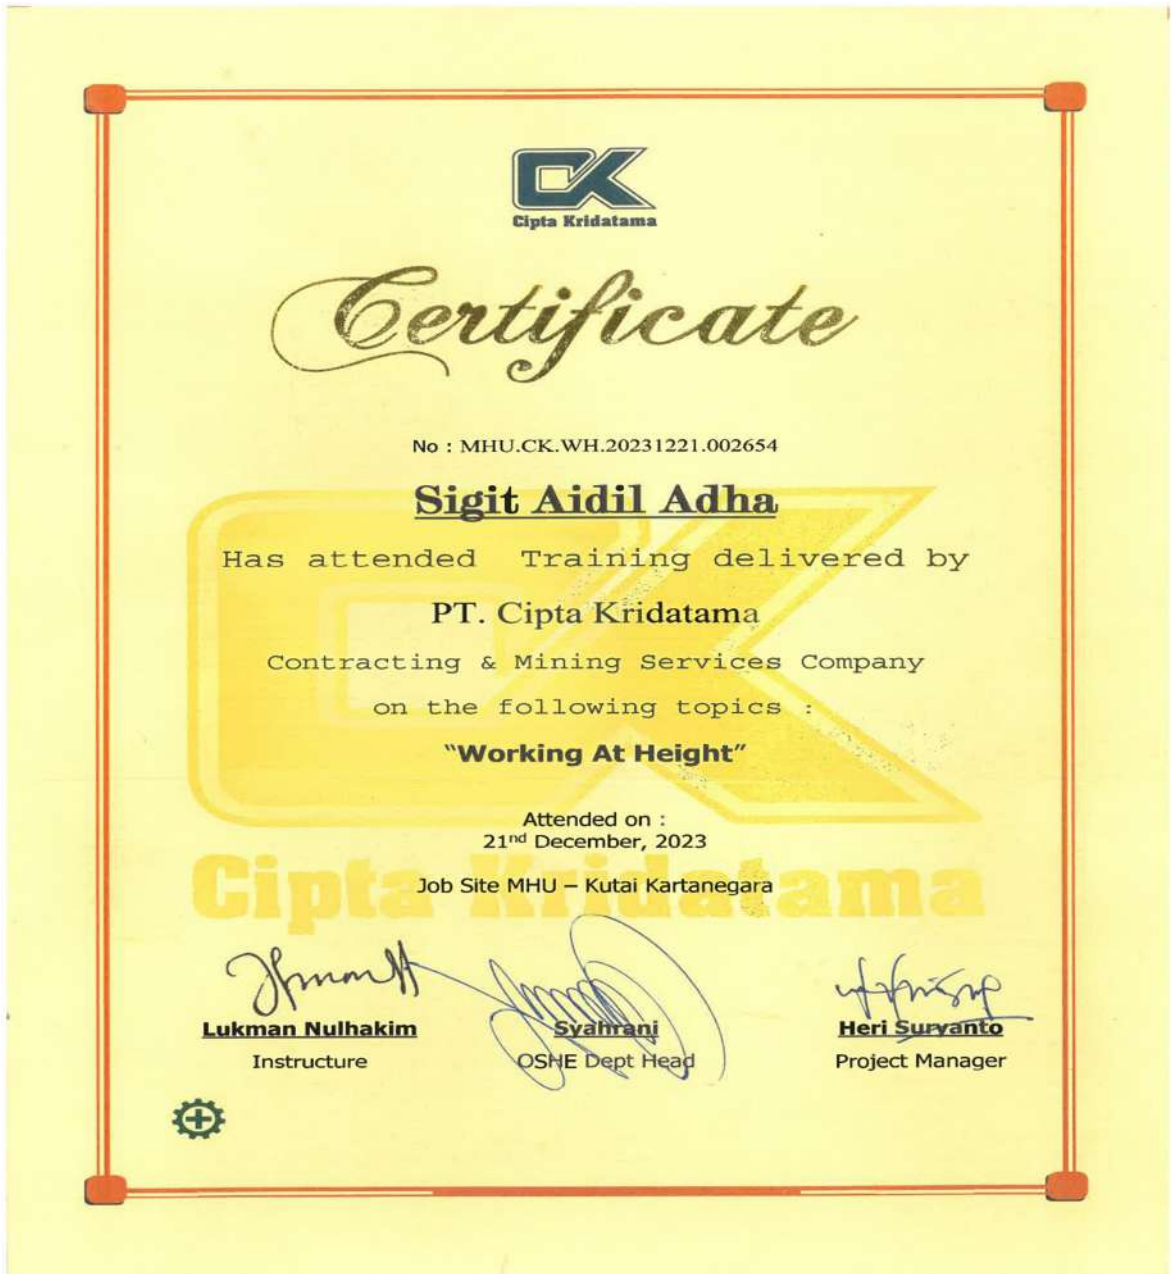 CK
Cipta Kridatama
Certificate
No : MHU.CK.WH.20231221.002654
Sigit Aidil Adha
Has attended Training delivered by
PT. Cipta Kridatama
Contracting & Mining Services Company
on the following topics :
"Working At Height"
Attended on :
21nd December, 2023
Job Site MHU – Kutai Kartanegara
Cipta Kridatama
Lukman Nulhakim
Instructure
Syahrani
OSHE Dept Head
Heri Suryanto
Project Manager